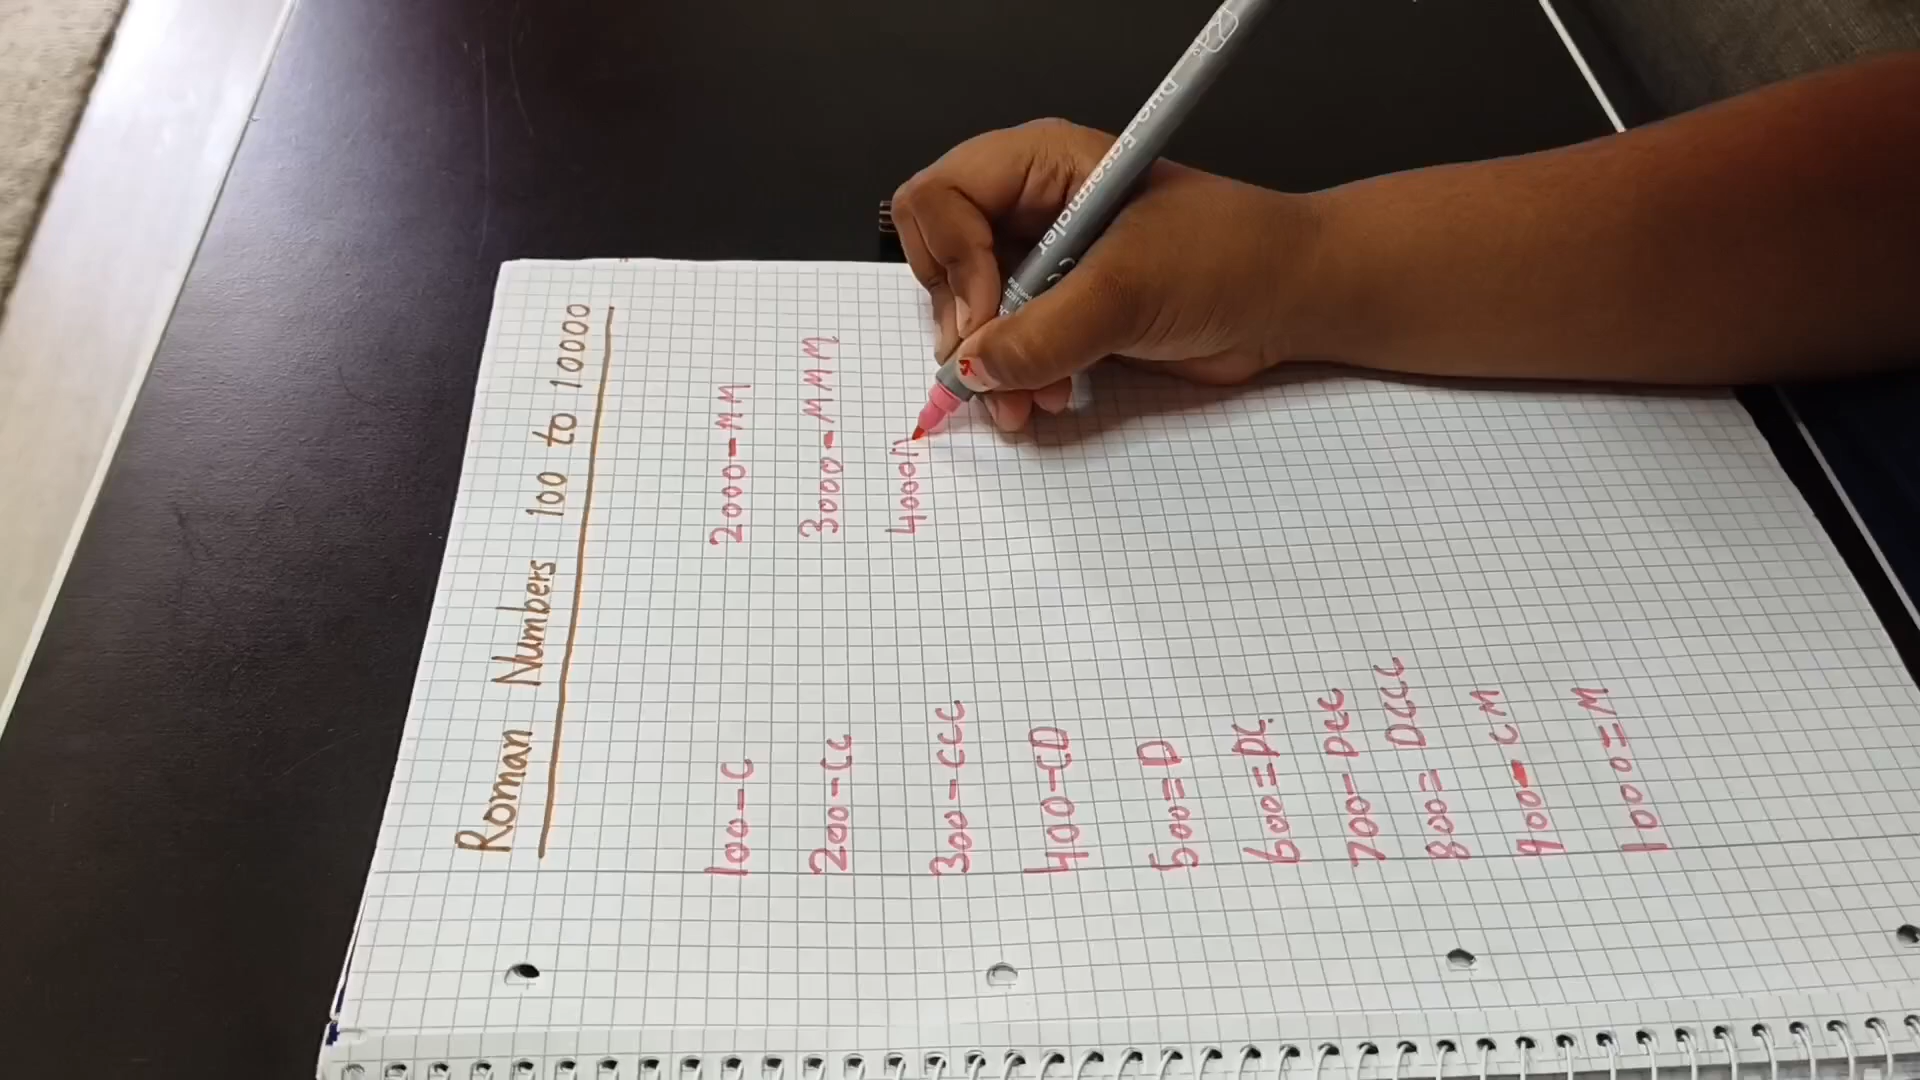 Roman Numbers 100 to 10000
100-C
200-CC
300-CCC
400-CD
500=D
600=DC.
700-DCC
800=DCCC
900-CM
1000=M
2000-MM
3000-MMM
4000
Duo-Fasermaler